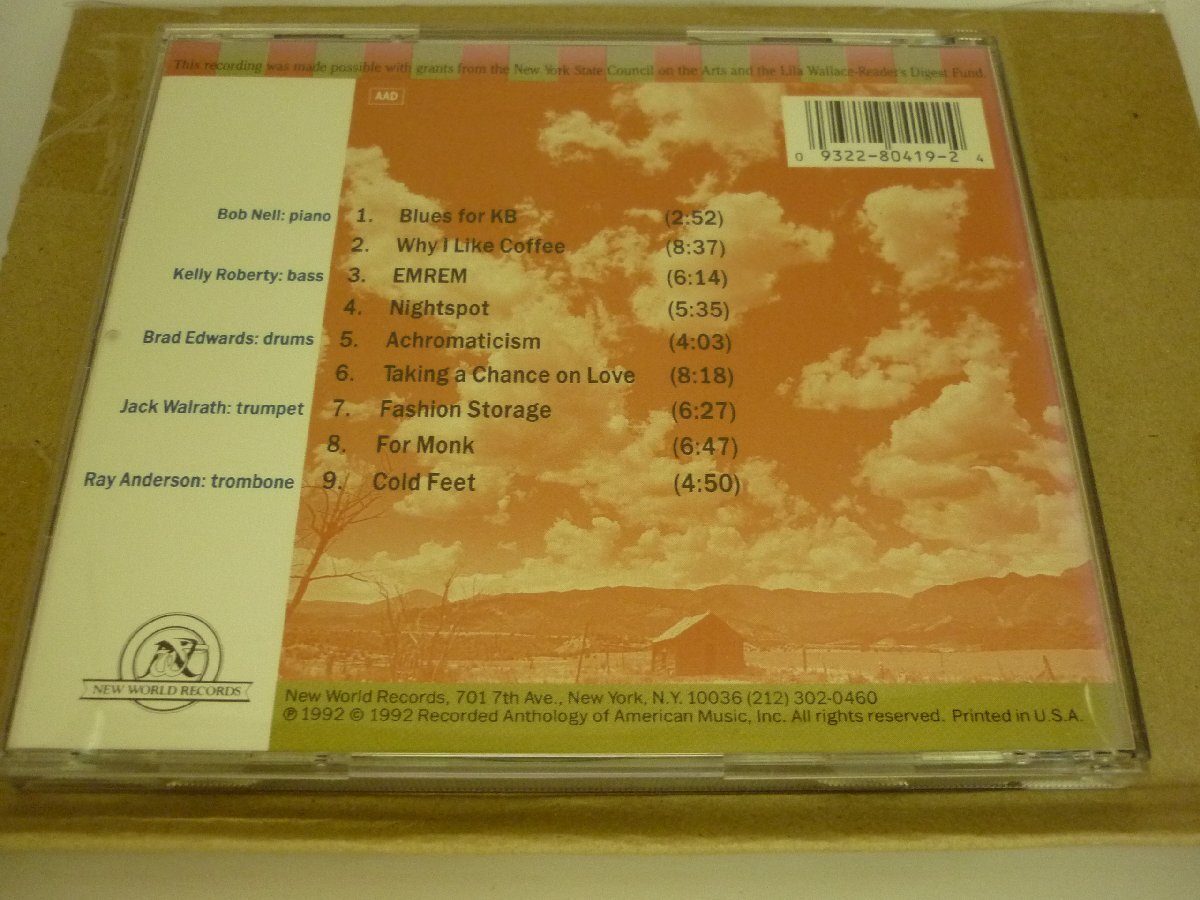 This recording was made possible with grants from the New York State Council on the Arts and the Lila Wallace-Reader's Digest Fund.
AAD
0 9322-80419-2 4
Bob Nell: piano 1. Blues for KB (2:52)
2. Why I Like Coffee (8:37)
Kelly Roberty: bass 3. EMREM (6:14)
4. Nightspot (5:35)
Brad Edwards: drums 5. Achromaticism (4:03)
6. Taking a Chance on Love (8:18)
Jack Walrath: trumpet 7. Fashion Storage (6:27)
8. For Monk (6:47)
Ray Anderson: trombone 9. Cold Feet (4:50)
NEW WORLD RECORDS
New World Records, 701 7th Ave., New York, N.Y. 10036 (212) 302-0460
℗ 1992 © 1992 Recorded Anthology of American Music, Inc. All rights reserved. Printed in U.S.A.